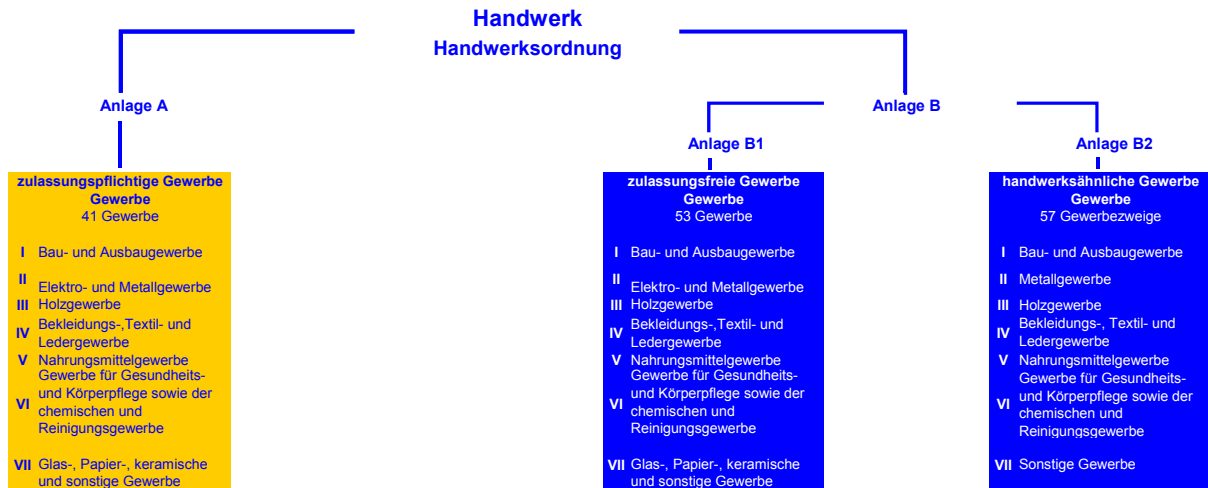 Handwerk
Handwerksordnung
Anlage A
Anlage B
Anlage B1
Anlage B2
zulassungspflichtige Gewerbe
Gewerbe
41 Gewerbe
I Bau- und Ausbaugewerbe
II Elektro- und Metallgewerbe
III Holzgewerbe
IV Bekleidungs-,Textil- und
Ledergewerbe
V Nahrungsmittelgewerbe
Gewerbe für Gesundheits-
und Körperpflege sowie der
VI chemischen und
Reinigungsgewerbe
VII Glas-, Papier-, keramische
und sonstige Gewerbe
zulassungsfreie Gewerbe
Gewerbe
53 Gewerbe
I Bau- und Ausbaugewerbe
II Elektro- und Metallgewerbe
III Holzgewerbe
IV Bekleidungs-,Textil- und
Ledergewerbe
V Nahrungsmittelgewerbe
Gewerbe für Gesundheits-
und Körperpflege sowie der
VI chemischen und
Reinigungsgewerbe
VII Glas-, Papier-, keramische
und sonstige Gewerbe
handwerksähnliche Gewerbe
Gewerbe
57 Gewerbezweige
I Bau- und Ausbaugewerbe
II Metallgewerbe
III Holzgewerbe
IV Bekleidungs-, Textil- und
Ledergewerbe
V Nahrungsmittelgewerbe
Gewerbe für Gesundheits-
und Körperpflege sowie der
VI chemischen und
Reinigungsgewerbe
VII Sonstige Gewerbe